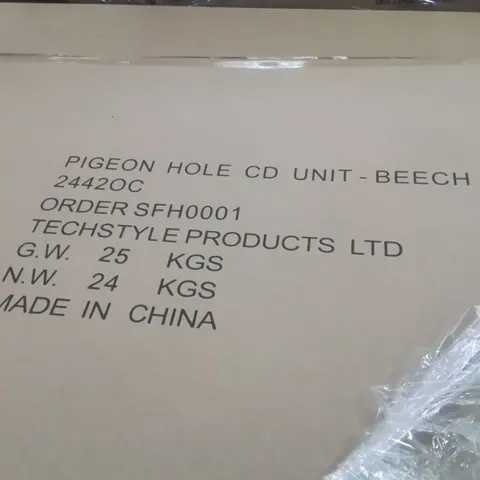 PIGEON HOLE CD UNIT - BEECH
2442OC
ORDER SFH0001
TECHSTYLE PRODUCTS LTD
G.W. 25 KGS
N.W. 24 KGS
MADE IN CHINA